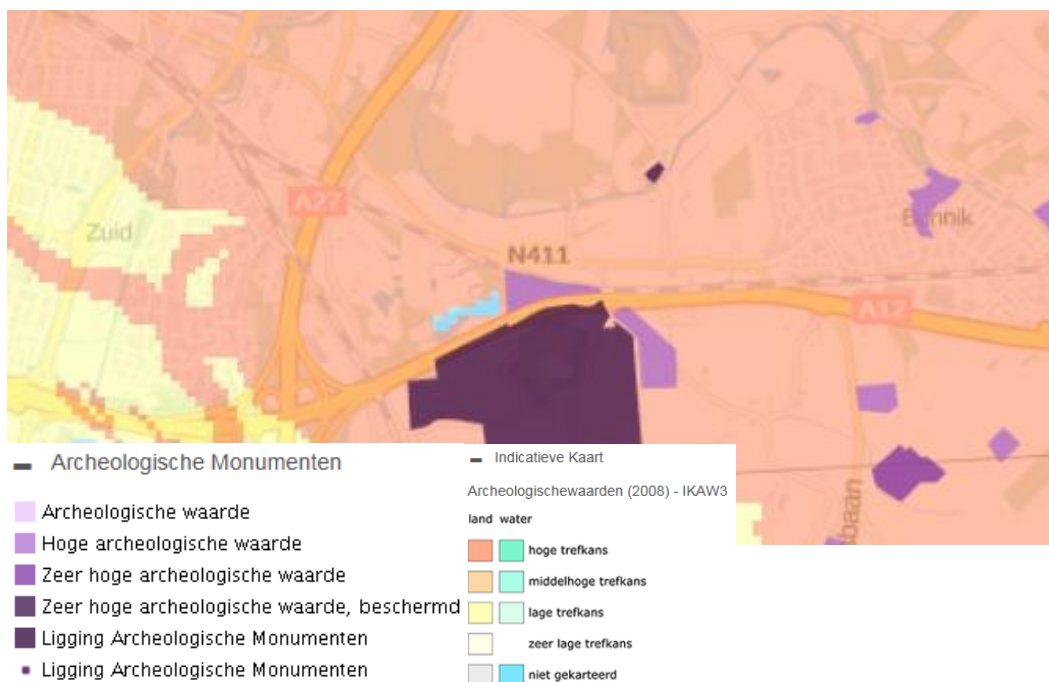 A27
Zuid
Bunnik
N411
A12
baan
Archeologische Monumenten
Archeologische waarde
Hoge archeologische waarde
Zeer hoge archeologische waarde
Zeer hoge archeologische waarde, beschermd
Ligging Archeologische Monumenten
Ligging Archeologische Monumenten
Indicatieve Kaart
Archeologischewaarden (2008) - IKAW3
land water
hoge trefkans
middelhoge trefkans
lage trefkans
zeer lage trefkans
niet gekarteerd